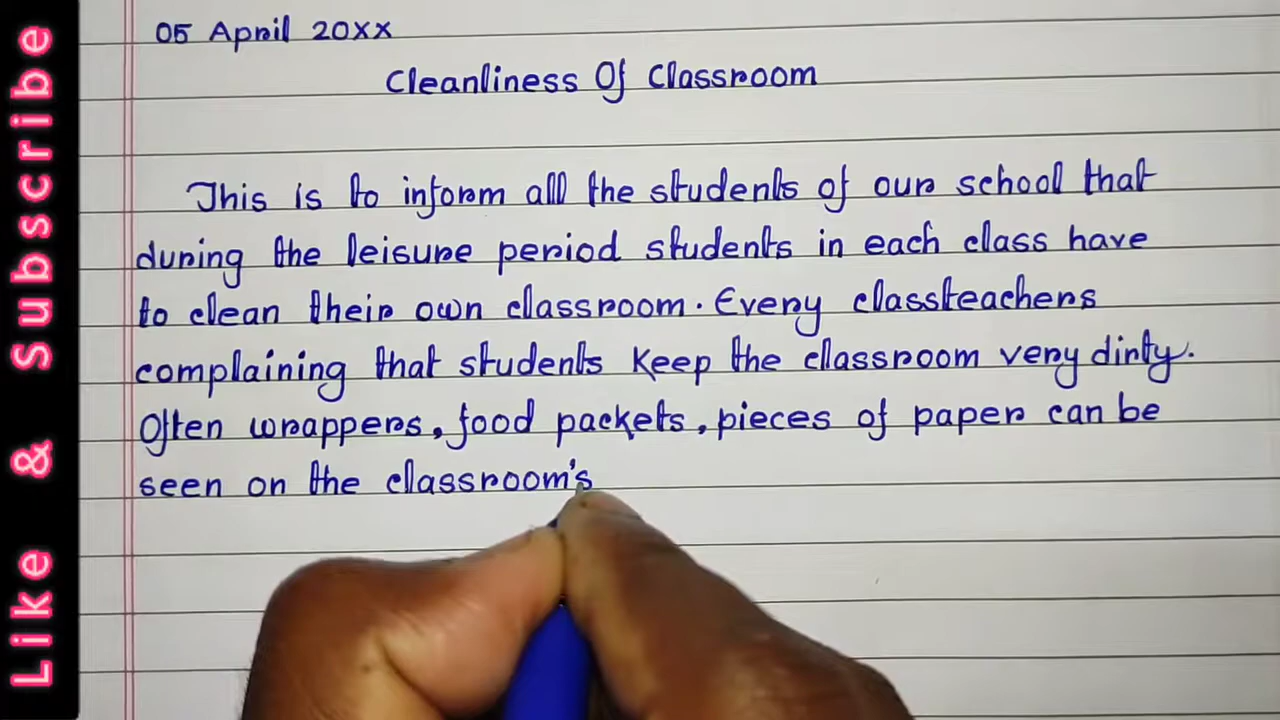 05 April 20XX
Cleanliness Of Classroom
This is to inform all the students of our school that
during the leisure period students in each class have
to clean their own classroom. Every classteachers
complaining that students keep the classroom very dirty.
Often wrappers, food packets, pieces of paper can be
seen on the classroom's
Like & Subscribe